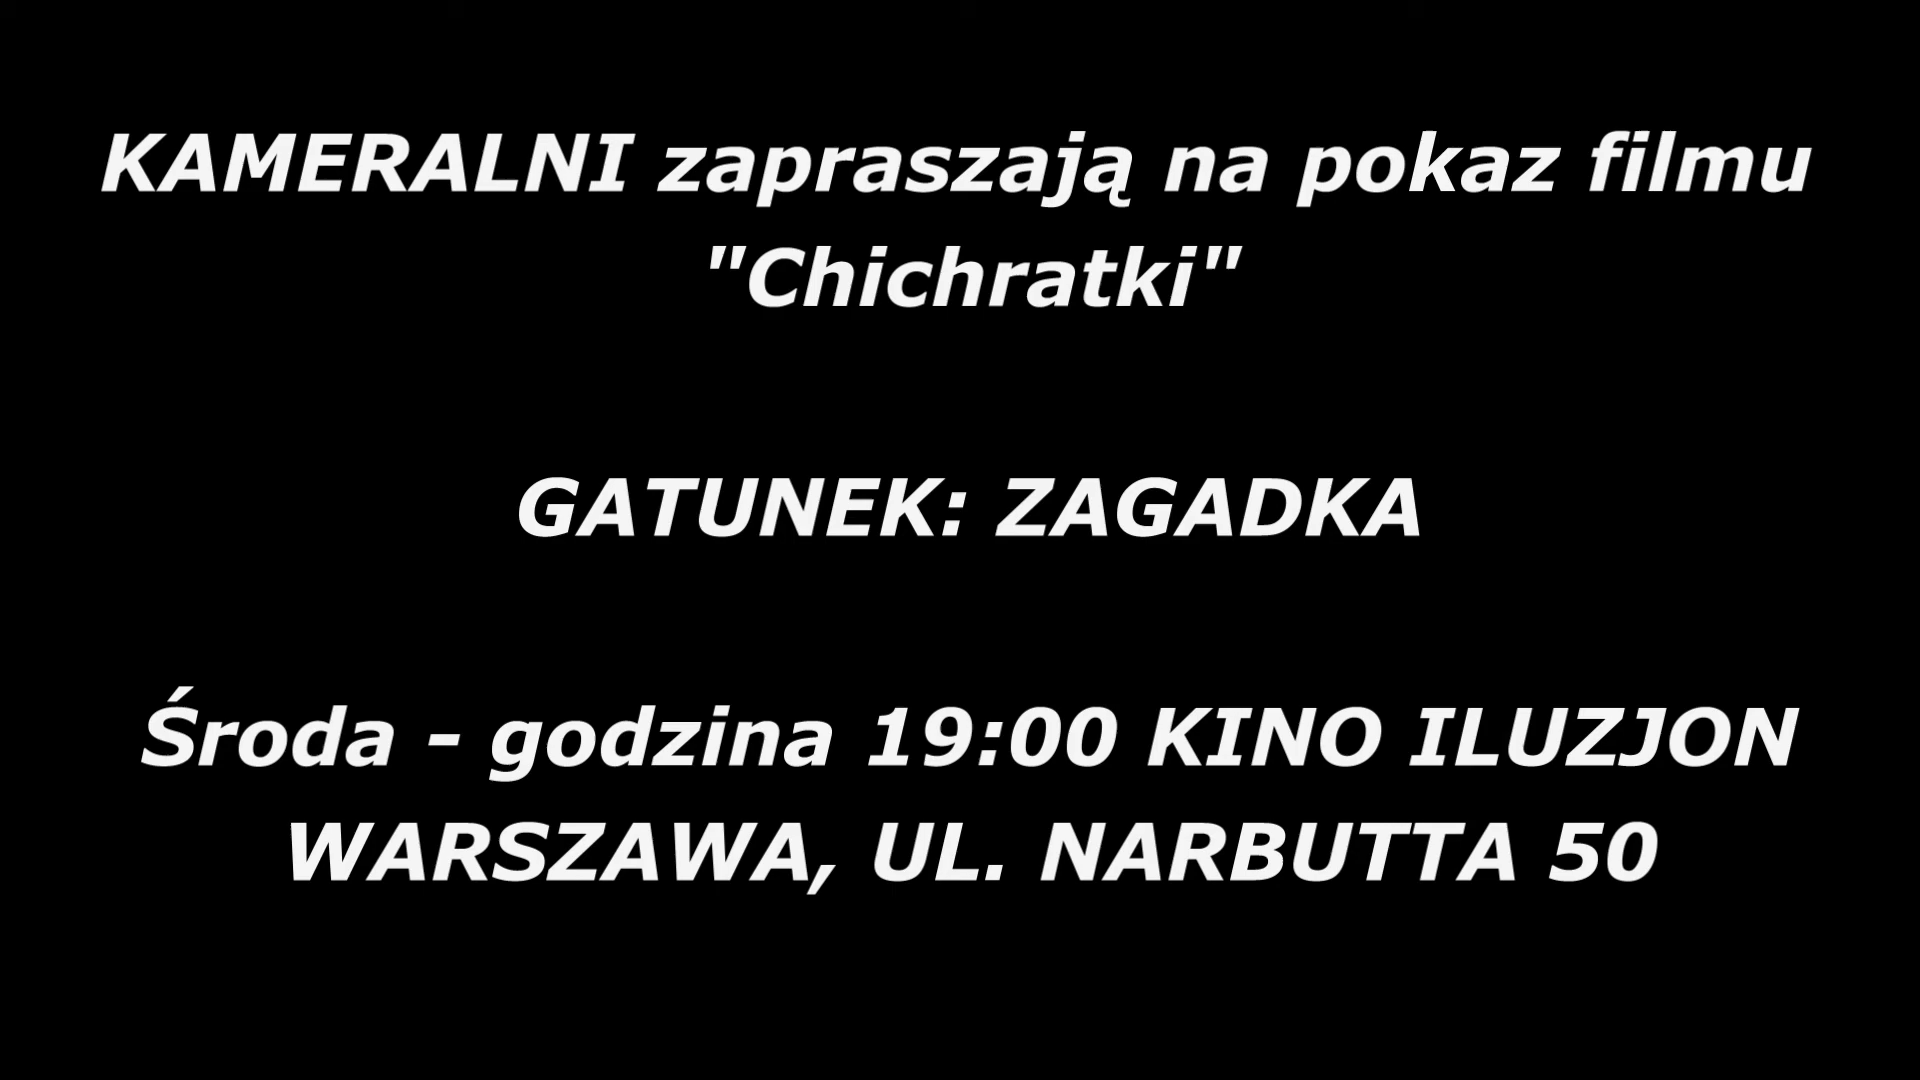 KAMERALNI zapraszają na pokaz filmu
"Chichratki"
GATUNEK: ZAGADKA
Środa - godzina 19:00 KINO ILUZJON
WARSZAWA, UL. NARBUTTA 50